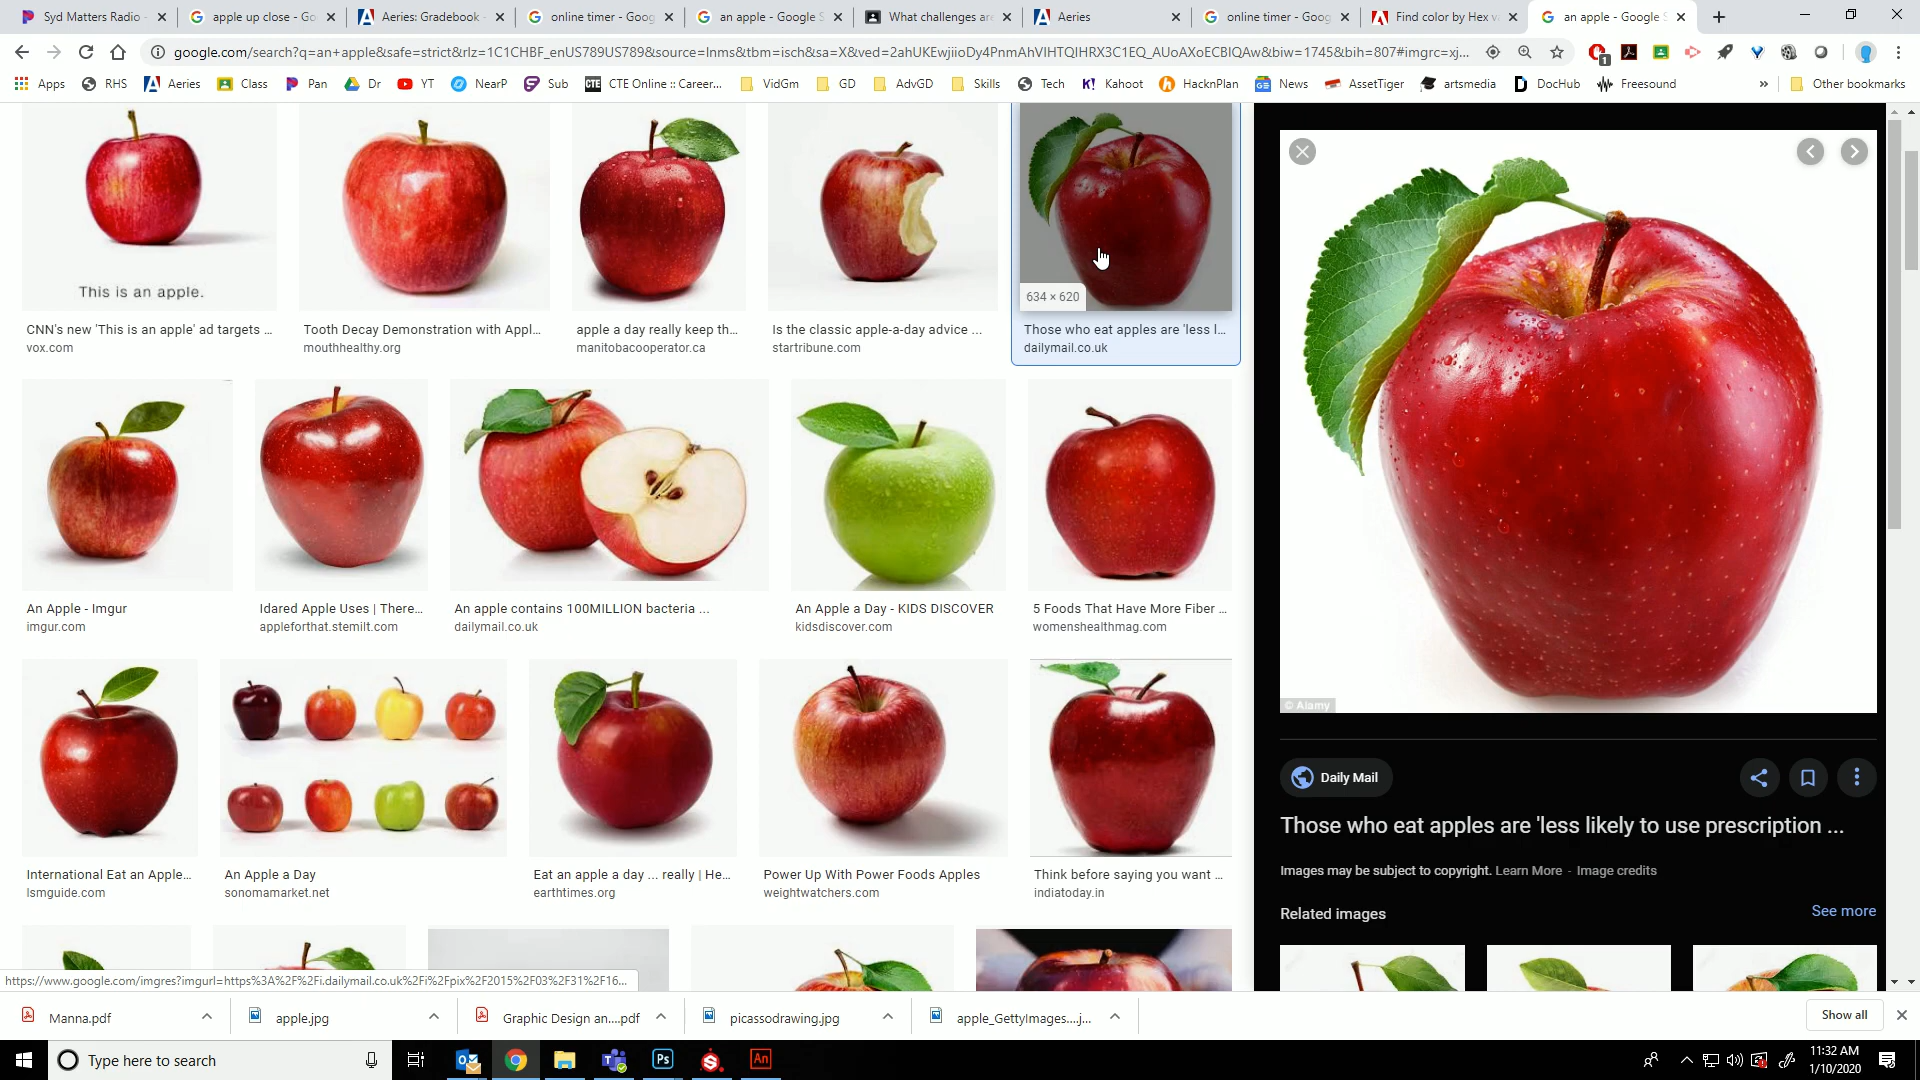 Syd Matters Radio - apple up close - Go Aeries: Gradebook - online timer - Goog an apple - Google S What challenges are Aeries online timer - Goog Find color by Hex va an apple - Google S
google.com/search?q=an+apple&safe=strict&rlz=1C1CHBF_enUS789US789&source=lnms&tbm=isch&sa=X&ved=2ahUKEwjiioDy4PnmAhVIHTQIHRX3C1EQ_AUoAXoECBIQAw&biw=1745&bih=807#imgrc=xj...
Apps RHS Aeries Class Pan Dr YT NearP Sub CTE CTE Online :: Career... VidGm GD AdvGD Skills Tech K! Kahoot HacknPlan News AssetTiger artsmedia DocHub Freesound » Other bookmarks
This is an apple.
634 × 620
CNN's new 'This is an apple' ad targets ... Tooth Decay Demonstration with Appl... apple a day really keep th... Is the classic apple-a-day advice ... Those who eat apples are 'less l...
vox.com mouthhealthy.org manitobacooperator.ca startribune.com dailymail.co.uk
An Apple - Imgur Idared Apple Uses | There... An apple contains 100MILLION bacteria ... An Apple a Day - KIDS DISCOVER 5 Foods That Have More Fiber ...
imgur.com appleforthat.stemilt.com dailymail.co.uk kidsdiscover.com womenshealthmag.com
International Eat an Apple... An Apple a Day Eat an apple a day ... really | He... Power Up With Power Foods Apples Think before saying you want ...
lsmguide.com sonomamarket.net earthtimes.org weightwatchers.com indiatoday.in
© Alamy
Daily Mail
Those who eat apples are 'less likely to use prescription ...
Images may be subject to copyright. Learn More - Image credits
Related images See more
https://www.google.com/imgres?imgurl=https%3A%2F%2Fi.dailymail.co.uk%2Fi%2Fpix%2F2015%2F03%2F31%2F16...
Manna.pdf apple.jpg Graphic Design an....pdf picassodrawing.jpg apple_GettyImages....j... Show all
Type here to search Ps An 11:32 AM
1/10/2020